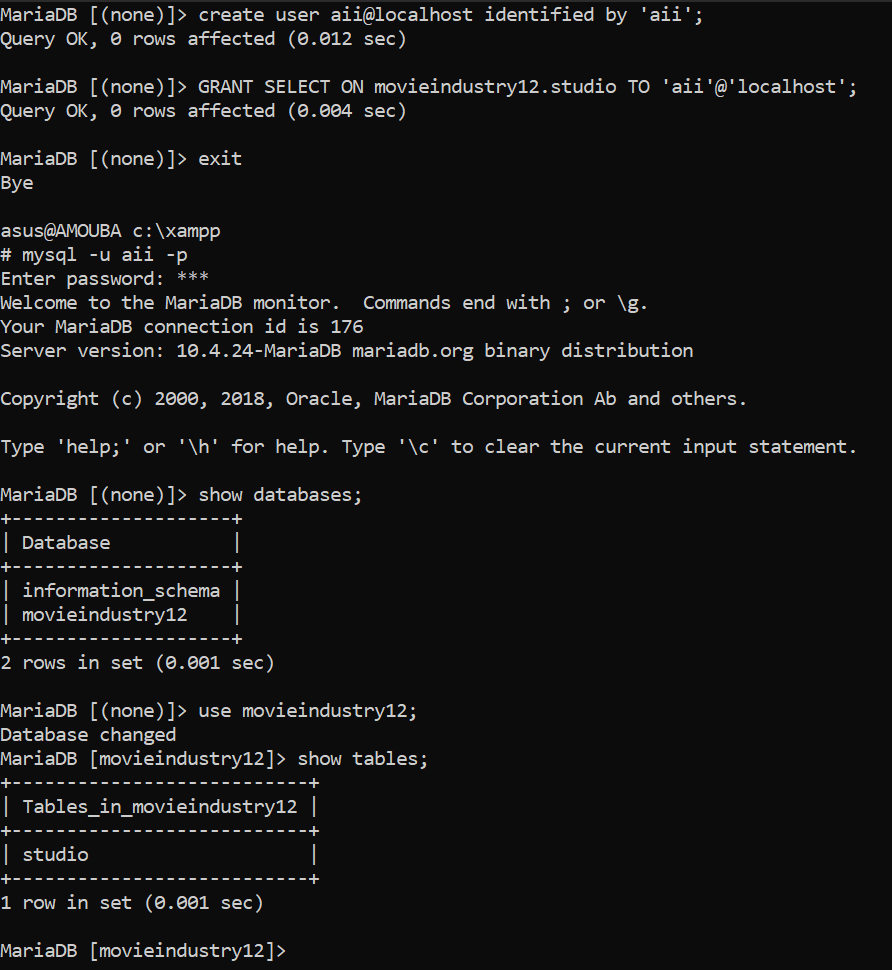 MariaDB [(none)]> create user aii@localhost identified by 'aii';
Query OK, 0 rows affected (0.012 sec)
MariaDB [(none)]> GRANT SELECT ON movieindustry12.studio TO 'aii'@'localhost';
Query OK, 0 rows affected (0.004 sec)
MariaDB [(none)]> exit
Bye
asus@AMOUBA c:\xampp
# mysql -u aii -p
Enter password: ***
Welcome to the MariaDB monitor.  Commands end with ; or \g.
Your MariaDB connection id is 176
Server version: 10.4.24-MariaDB mariadb.org binary distribution
Copyright (c) 2000, 2018, Oracle, MariaDB Corporation Ab and others.
Type 'help;' or '\h' for help. Type '\c' to clear the current input statement.
MariaDB [(none)]> show databases;
+--------------------+
| Database           |
+--------------------+
| information_schema |
| movieindustry12    |
+--------------------+
2 rows in set (0.001 sec)
MariaDB [(none)]> use movieindustry12;
Database changed
MariaDB [movieindustry12]> show tables;
+---------------------------+
| Tables_in_movieindustry12 |
+---------------------------+
| studio                    |
+---------------------------+
1 row in set (0.001 sec)
MariaDB [movieindustry12]>